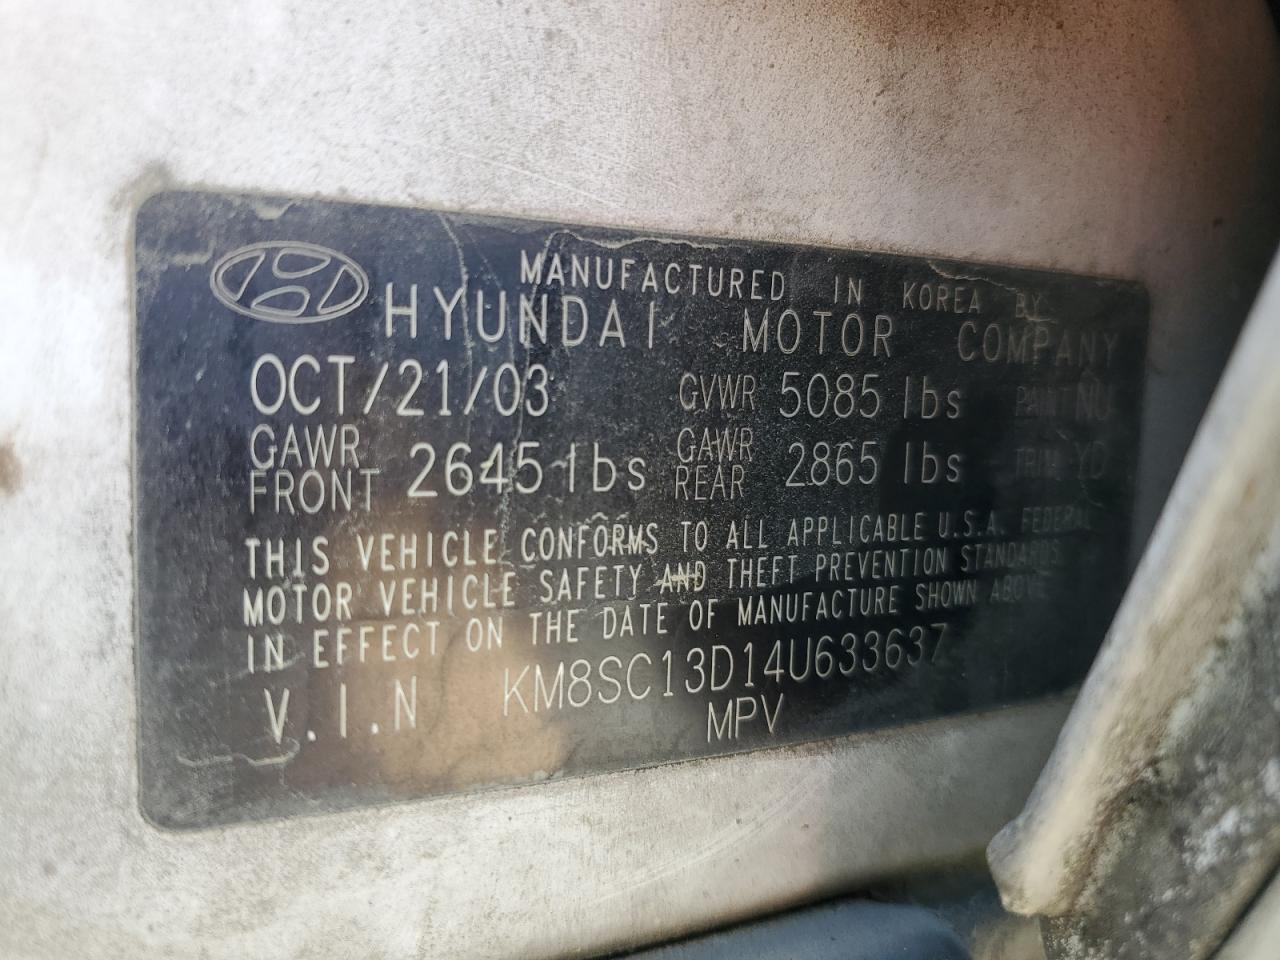 MANUFACTURED IN KOREA BY
HYUNDAI MOTOR COMPANY
OCT/21/03 GVWR 5085 lbs PAINT NU
GAWR FRONT 2645 lbs GAWR REAR 2865 lbs TRIM YD
THIS VEHICLE CONFORMS TO ALL APPLICABLE U.S.A. FEDERAL
MOTOR VEHICLE SAFETY AND THEFT PREVENTION STANDARDS
IN EFFECT ON THE DATE OF MANUFACTURE SHOWN ABOVE
V.I.N KM8SC13D14U633637
MPV